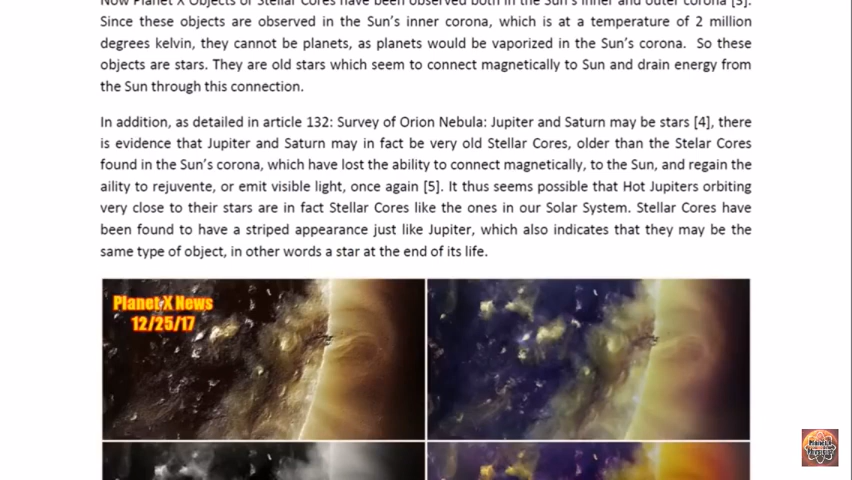 Now Planet X Objects or Stellar Cores have been observed both in the Sun's inner and outer corona [3].
Since these objects are observed in the Sun's inner corona, which is at a temperature of 2 million
degrees kelvin, they cannot be planets, as planets would be vaporized in the Sun's corona.  So these
objects are stars. They are old stars which seem to connect magnetically to Sun and drain energy from
the Sun through this connection.
In addition, as detailed in article 132: Survey of Orion Nebula: Jupiter and Saturn may be stars [4], there
is evidence that Jupiter and Saturn may in fact be very old Stellar Cores, older than the Stelar Cores
found in the Sun's corona, which have lost the ability to connect magnetically, to the Sun, and regain the
aility to rejuvente, or emit visible light, once again [5]. It thus seems possible that Hot Jupiters orbiting
very close to their stars are in fact Stellar Cores like the ones in our Solar System. Stellar Cores have
been found to have a striped appearance just like Jupiter, which also indicates that they may be the
same type of object, in other words a star at the end of its life.
Planet X News
12/25/17
Planet X